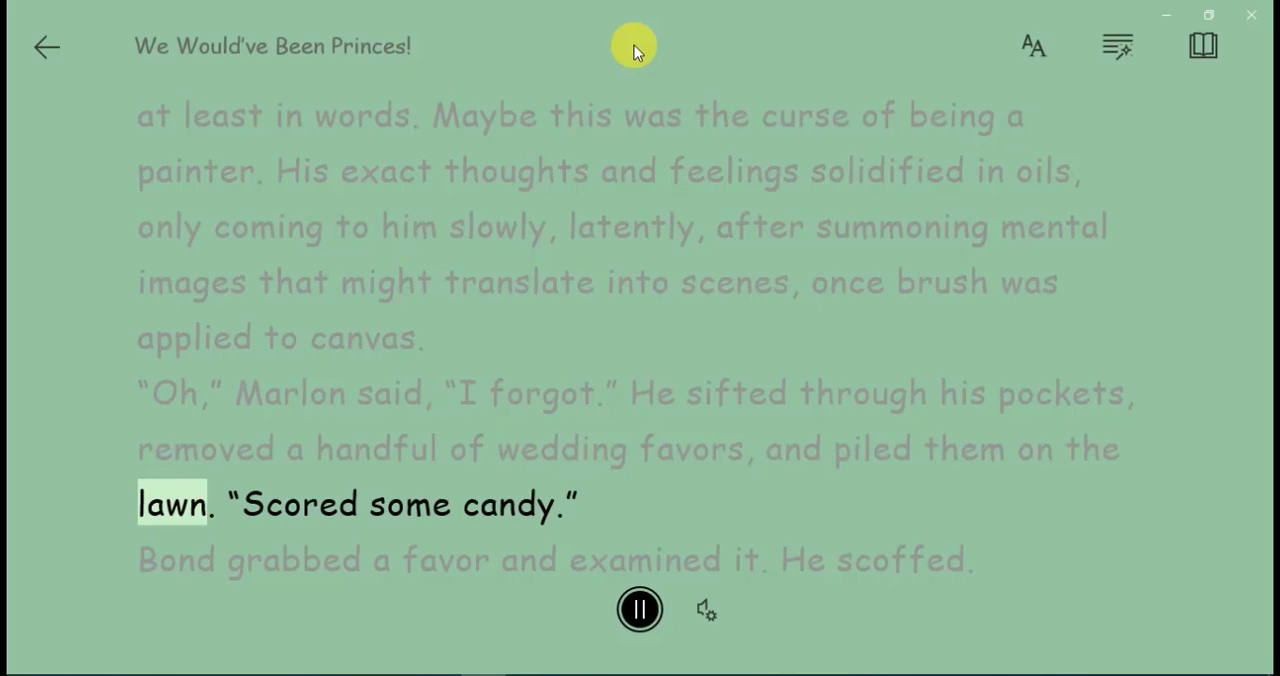 We Would've Been Princes!
at least in words. Maybe this was the curse of being a
painter. His exact thoughts and feelings solidified in oils,
only coming to him slowly, latently, after summoning mental
images that might translate into scenes, once brush was
applied to canvas.
“Oh,” Marlon said, “I forgot.” He sifted through his pockets,
removed a handful of wedding favors, and piled them on the
lawn. “Scored some candy.”
Bond grabbed a favor and examined it. He scoffed.